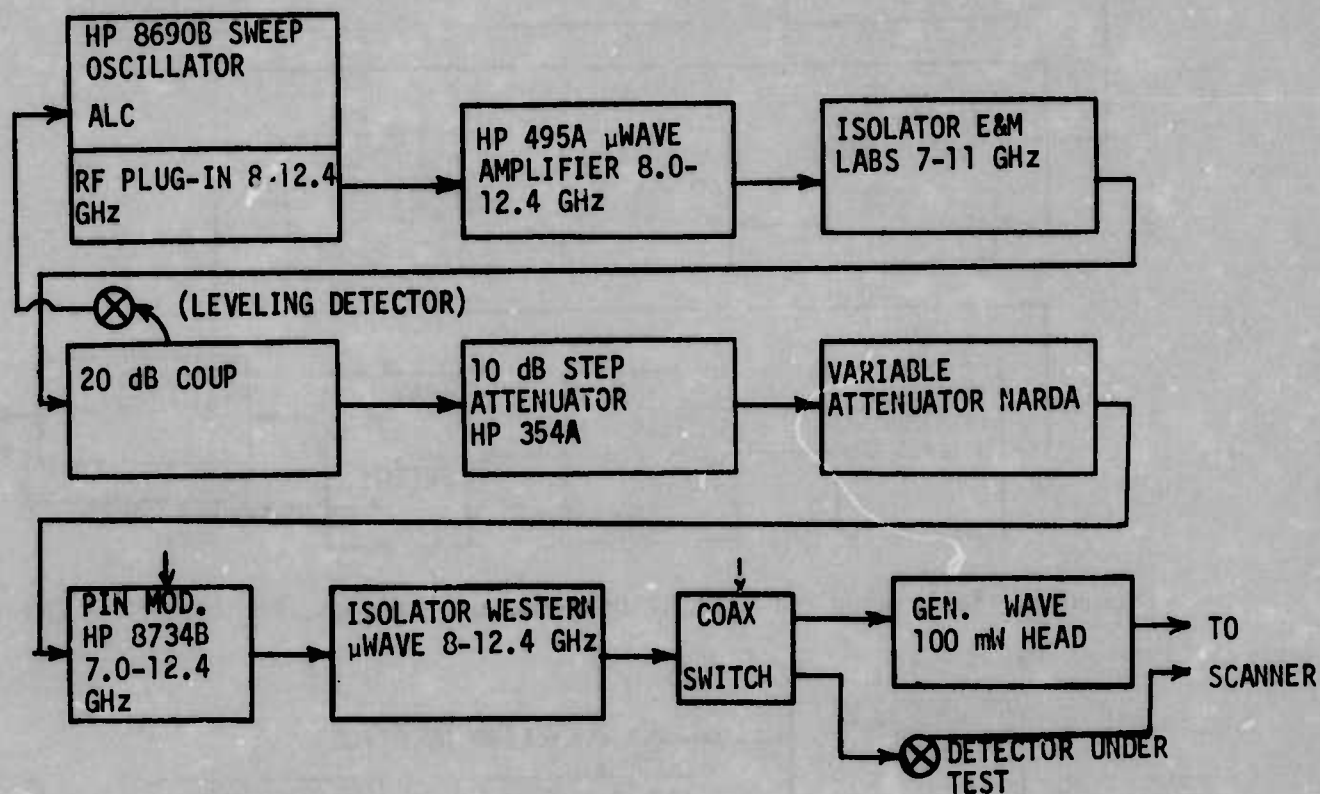 HP 8690B SWEEP
OSCILLATOR
ALC
RF PLUG-IN 8-12.4
GHz
HP 495A μWAVE
AMPLIFIER 8.0-
12.4 GHz
ISOLATOR E&M
LABS 7-11 GHz
(LEVELING DETECTOR)
20 dB COUP
10 dB STEP
ATTENUATOR
HP 354A
VARIABLE
ATTENUATOR NARDA
PIN MOD.
HP 8734B
7.0-12.4
GHz
ISOLATOR WESTERN
μWAVE 8-12.4 GHz
COAX
SWITCH
GEN. WAVE
100 mW HEAD
TO
SCANNER
DETECTOR UNDER
TEST